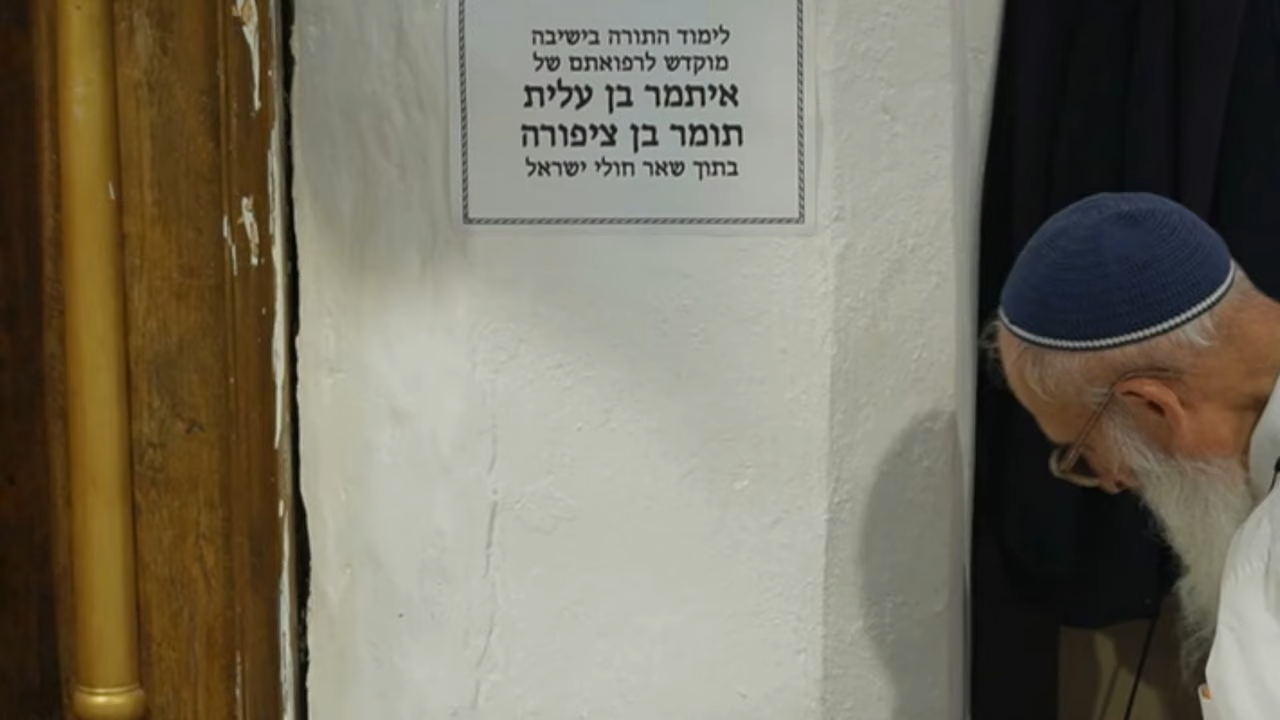 לימוד התורה בישיבה
מוקדש לרפואתם של
איתמר בן עלית
תומר בן ציפורה
בתוך שאר חולי ישראל